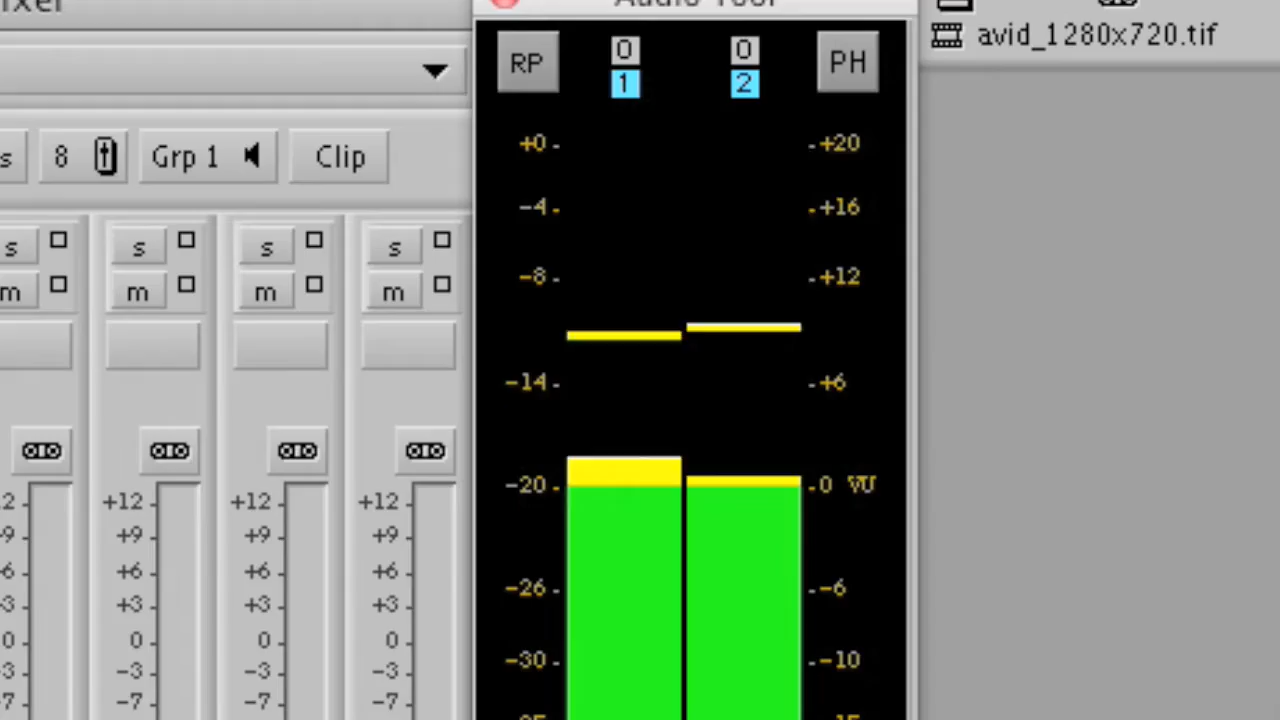 Audio Tool
avid_1280x720.tif
RP
0
1
0
2
PH
s
8
Grp 1
Clip
s
s
s
s
m
m
m
m
+0
-4
-8
-14
-20
-26
-30
+20
+16
+12
+6
0 VU
-6
-10
+12
+9
+6
+3
0
-3
-7
+12
+9
+6
+3
0
-3
-7
+12
+9
+6
+3
0
-3
-7